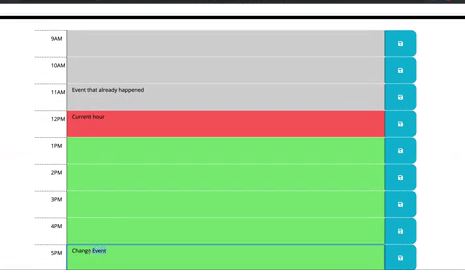 9AM
10AM
11AM Event that already happened
12PM Current hour
1PM
2PM
3PM
4PM
5PM Change Event